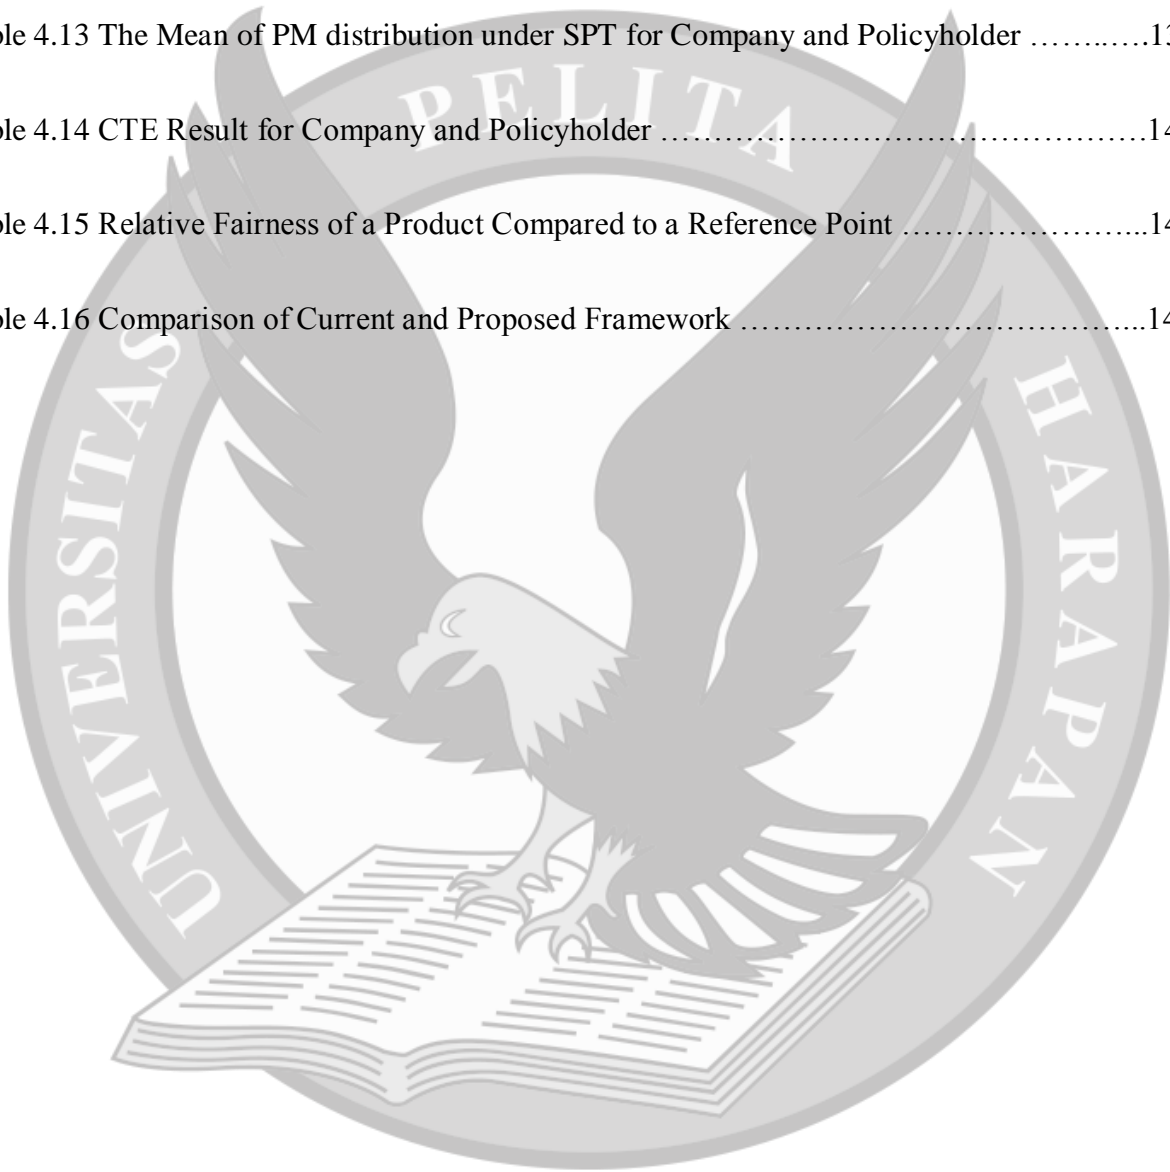 ble 4.13 The Mean of PM distribution under SPT for Company and Policyholder ……..…..13
ble 4.14 CTE Result for Company and Policyholder ……………………………………….14
ble 4.15 Relative Fairness of a Product Compared to a Reference Point …………………...14
ble 4.16 Comparison of Current and Proposed Framework ………………………………...14
UNIVERSITAS PELITA HARAPAN